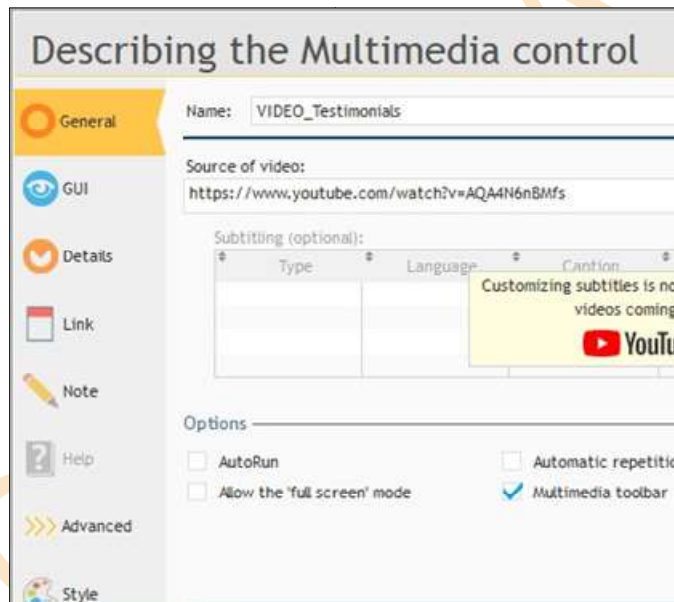 Describing the Multimedia control
General
Name: VIDEO_Testimonials
Source of video:
GUI
https://www.youtube.com/watch?v=AQA4N6nBMfs
Subtitling (optional):
Details
Type Language Caption
Customizing subtitles is no
videos coming
Link
YouTu
Note
Options
Help
AutoRun Automatic repetitio
Allow the 'full screen' mode Multimedia toolbar
Advanced
Style